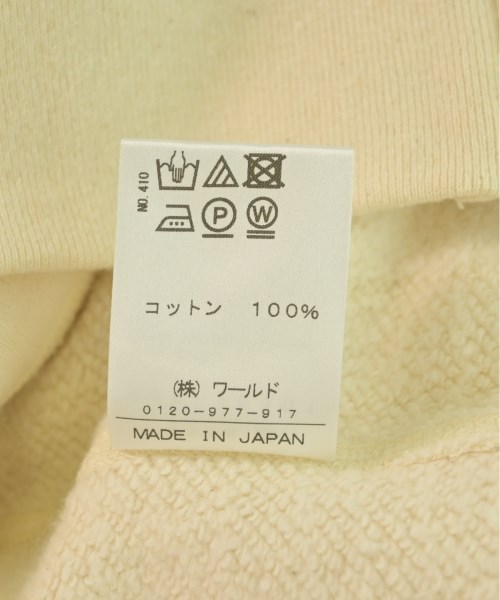 NO.410
P
W
コットン 100%
(株) ワールド
0120-977-917
MADE IN JAPAN